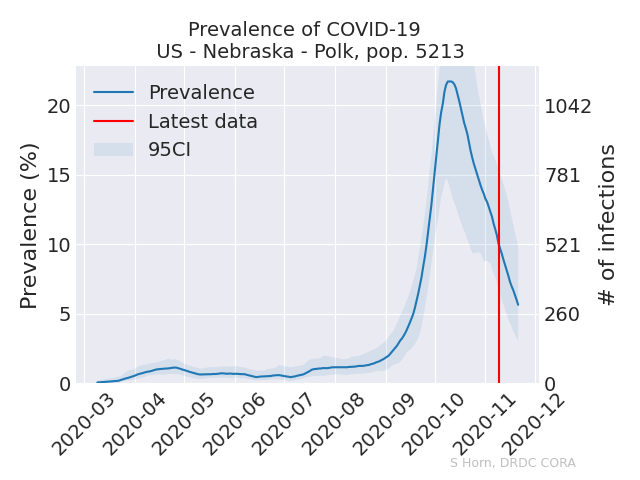 Prevalence of COVID-19
US - Nebraska - Polk, pop. 5213
Prevalence
Latest data
95CI
Prevalence (%)
20
15
10
5
0
# of infections
1042
781
521
260
0
2020-03
2020-04
2020-05
2020-06
2020-07
2020-08
2020-09
2020-10
2020-11
2020-12
S Horn, DRDC CORA